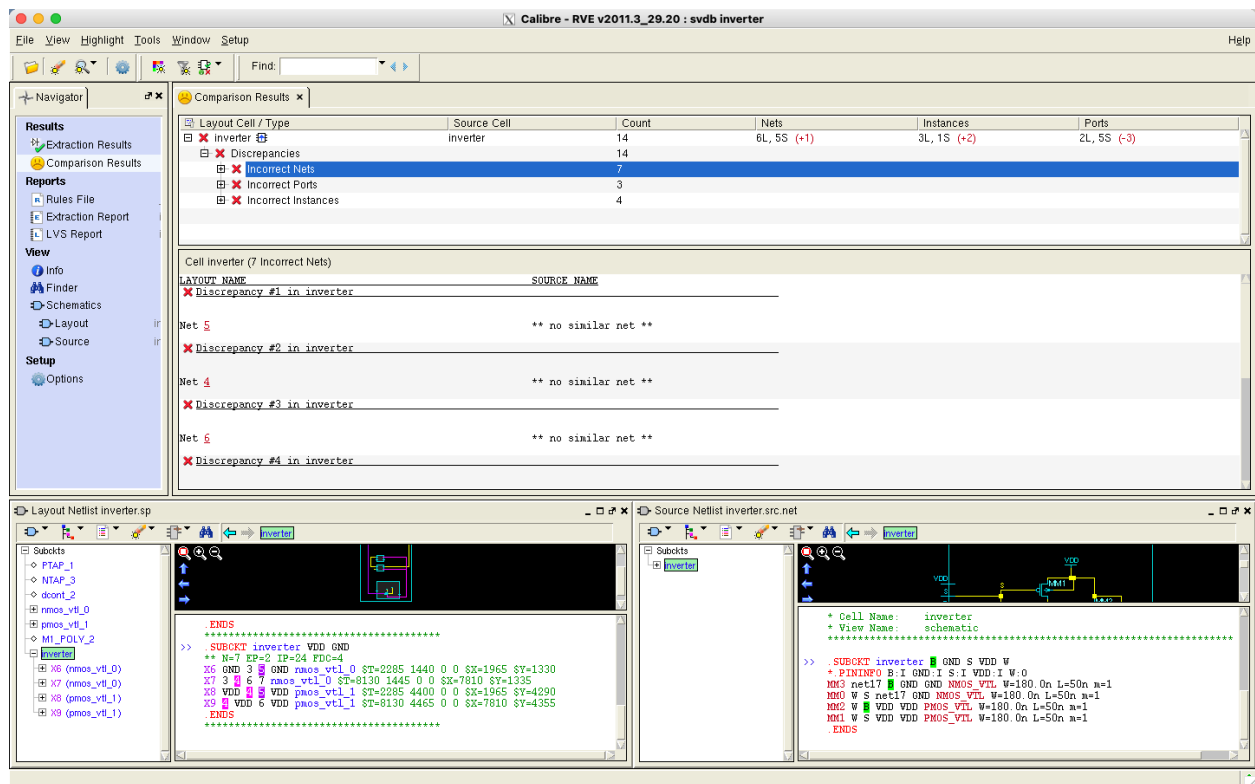 Calibre - RVE v2011.3_29.20 : svdb inverter
File View Highlight Tools Window Setup Help
Find:
Navigator
Results
Extraction Results
Comparison Results
Reports
Rules File
Extraction Report
LVS Report
View
Info
Finder
Schematics
Layout
Source
Setup
Options
Comparison Results
Layout Cell / Type Source Cell Count Nets Instances Ports
inverter inverter 14 6L, 5S (+1) 3L, 1S (+2) 2L, 5S (-3)
Discrepancies 14
Incorrect Nets 7
Incorrect Ports 3
Incorrect Instances 4
Cell inverter (7 Incorrect Nets)
LAYOUT NAME SOURCE NAME
Discrepancy #1 in inverter
Net 5 ** no similar net **
Discrepancy #2 in inverter
Net 4 ** no similar net **
Discrepancy #3 in inverter
Net 6 ** no similar net **
Discrepancy #4 in inverter
Layout Netlist inverter.sp
inverter
Subckts
PTAP_1
NTAP_3
dcont_2
nmos_vtl_0
pmos_vtl_1
M1_POLY_2
inverter
X6 (nmos_vtl_0)
X7 (nmos_vtl_0)
X8 (pmos_vtl_1)
X9 (pmos_vtl_1)
.ENDS
****************************************
>> .SUBCKT inverter VDD GND
** N=7 EP=2 IP=24 FDC=4
X6 GND 3 5 GND nmos_vtl_0 $T=2285 1440 0 0 $X=1965 $Y=1330
X7 3 4 6 7 nmos_vtl_0 $T=8130 1445 0 0 $X=7810 $Y=1335
X8 VDD 4 5 VDD pmos_vtl_1 $T=2285 4400 0 0 $X=1965 $Y=4290
X9 4 VDD 6 VDD pmos_vtl_1 $T=8130 4465 0 0 $X=7810 $Y=4355
.ENDS
****************************************
Source Netlist inverter.src.net
inverter
Subckts
inverter
VDD
VDD
S
MM1
* Cell Name: inverter
* View Name: schematic
************************************************************************
>> .SUBCKT inverter B GND S VDD W
*.PININFO B:I GND:I S:I VDD:I W:O
MM3 net17 B GND GND NMOS_VTL W=180.0n L=50n m=1
MM0 W S net17 GND NMOS_VTL W=180.0n L=50n m=1
MM2 W B VDD VDD PMOS_VTL W=180.0n L=50n m=1
MM1 W S VDD VDD PMOS_VTL W=180.0n L=50n m=1
.ENDS